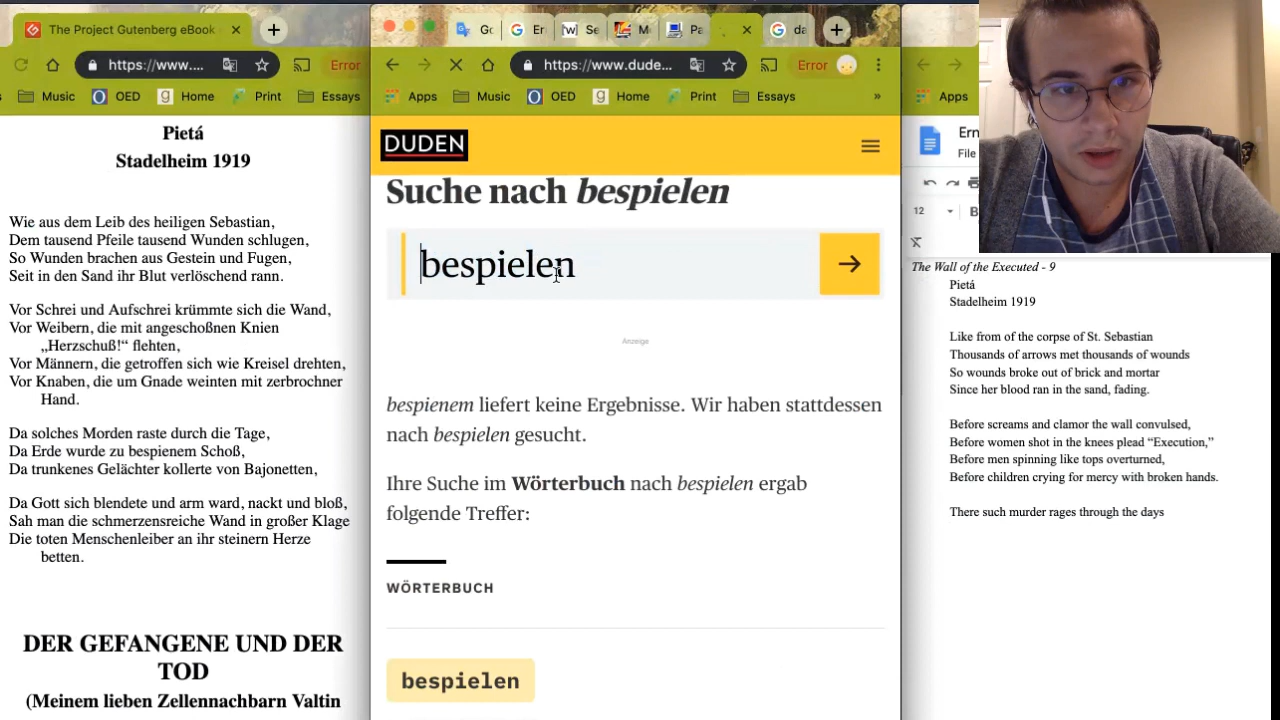 The Project Gutenberg eBook
https://www....
Error
Music
OED
Home
Print
Essays
Pietá
Stadelheim 1919
Wie aus dem Leib des heiligen Sebastian,
Dem tausend Pfeile tausend Wunden schlugen,
So Wunden brachen aus Gestein und Fugen,
Seit in den Sand ihr Blut verlöschend rann.
Vor Schrei und Aufschrei krümmte sich die Wand,
Vor Weibern, die mit angeschoßnen Knien
„Herzschuß!“ flehten,
Vor Männern, die getroffen sich wie Kreisel drehten,
Vor Knaben, die um Gnade weinten mit zerbrochner
Hand.
Da solches Morden raste durch die Tage,
Da Erde wurde zu bespienem Schoß,
Da trunkenes Gelächter kollerte von Bajonetten,
Da Gott sich blendete und arm ward, nackt und bloß,
Sah man die schmerzensreiche Wand in großer Klage
Die toten Menschenleiber an ihr steinern Herze
betten.
DER GEFANGENE UND DER
TOD
(Meinem lieben Zellennachbarn Valtin
Gc
Er
Se
M
Pa
da
https://www.dude...
Error
Apps
Music
OED
Home
Print
Essays
»
DUDEN
Suche nach bespielen
bespielen
Anzeige
bespienem liefert keine Ergebnisse. Wir haben stattdessen
nach bespielen gesucht.
Ihre Suche im Wörterbuch nach bespielen ergab
folgende Treffer:
WÖRTERBUCH
bespielen
Apps
Ern
File
12
B
The Wall of the Executed - 9
Pietá
Stadelheim 1919
Like from of the corpse of St. Sebastian
Thousands of arrows met thousands of wounds
So wounds broke out of brick and mortar
Since her blood ran in the sand, fading.
Before screams and clamor the wall convulsed,
Before women shot in the knees plead “Execution,”
Before men spinning like tops overturned,
Before children crying for mercy with broken hands.
There such murder rages through the days